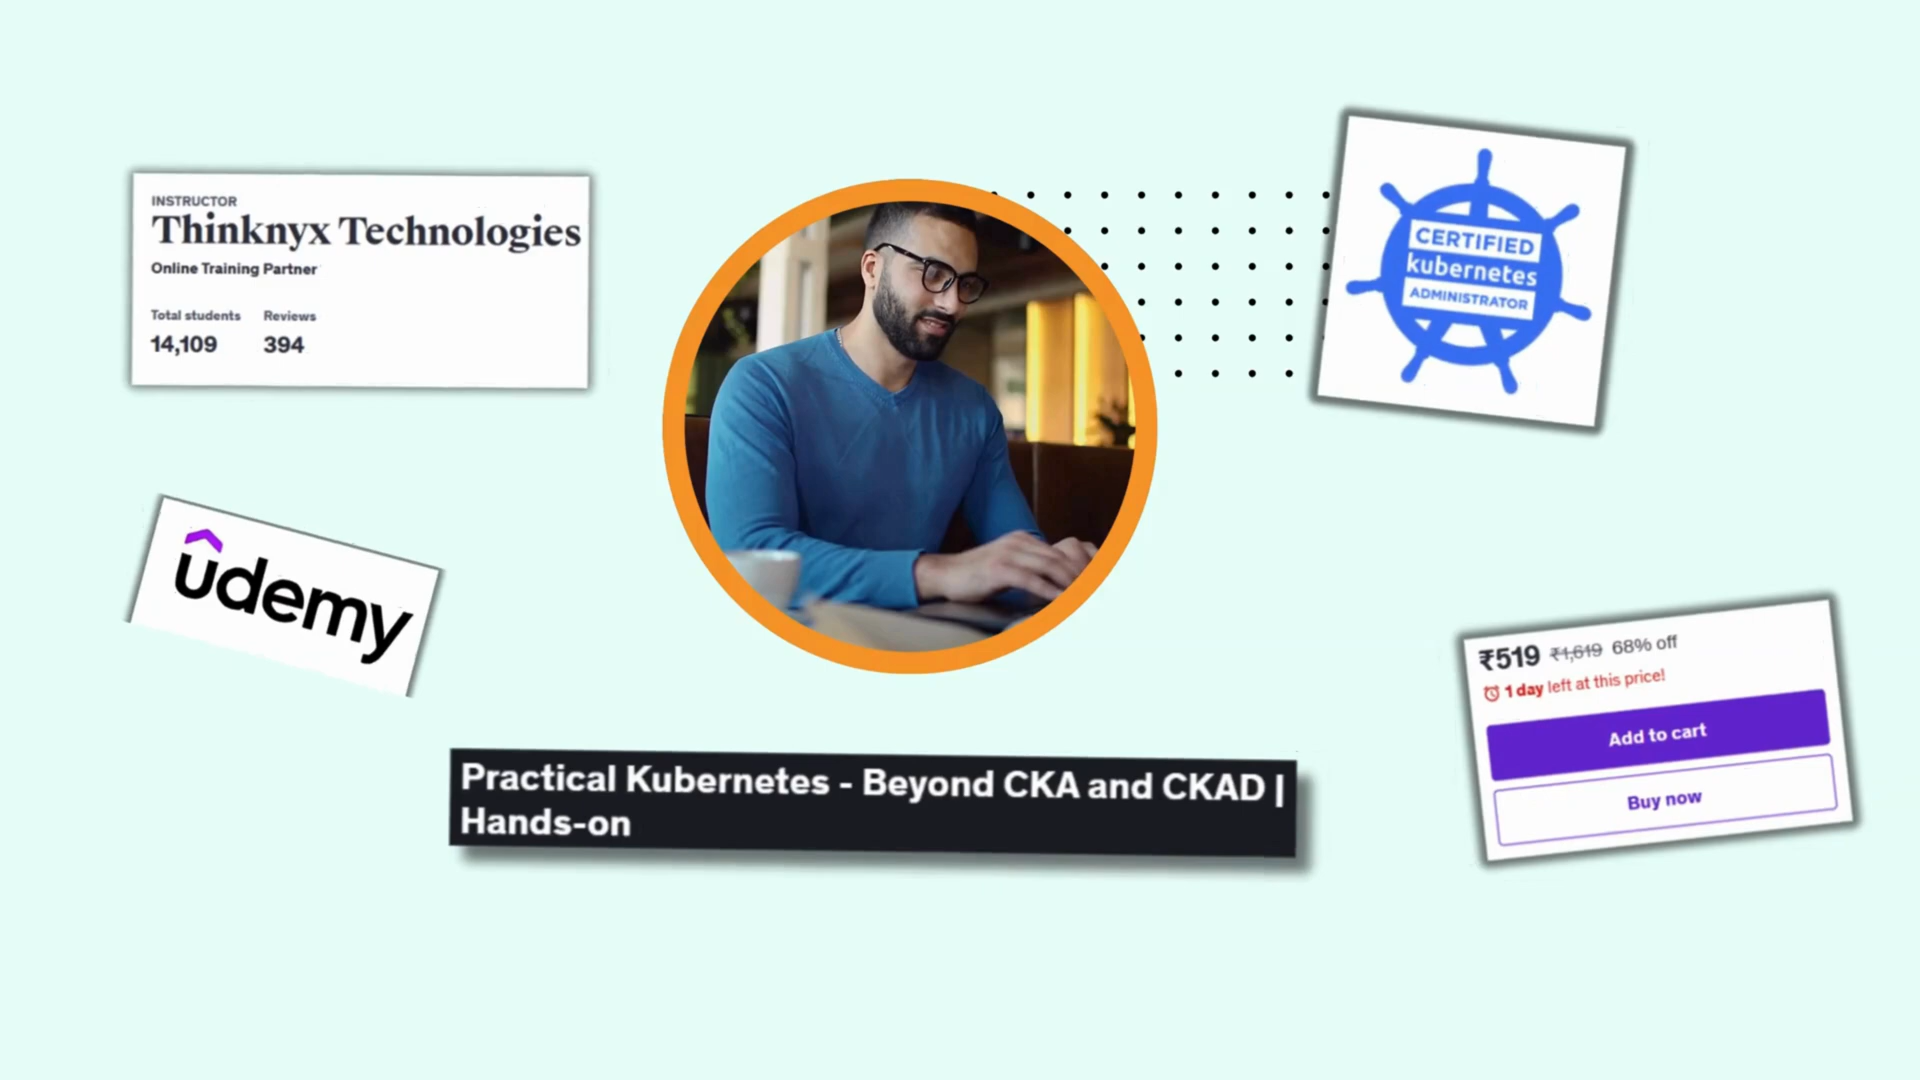 INSTRUCTOR
Thinknyx Technologies
Online Training Partner
Total students Reviews
14,109 394
CERTIFIED
kubernetes
ADMINISTRATOR
udemy
₹519 ₹1,619 68% off
1 day left at this price!
Add to cart
Buy now
Practical Kubernetes - Beyond CKA and CKAD |
Hands-on